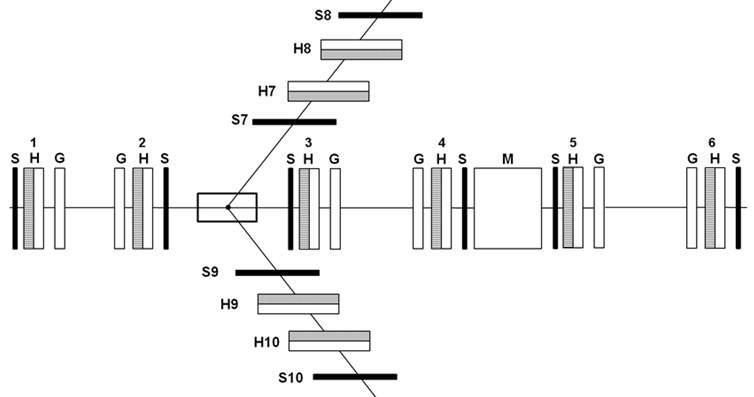 S8
H8
H7
S7
1 2 3 4 5 6
S H G G H S S H G G H S M S H G G H S
S9
H9
H10
S10